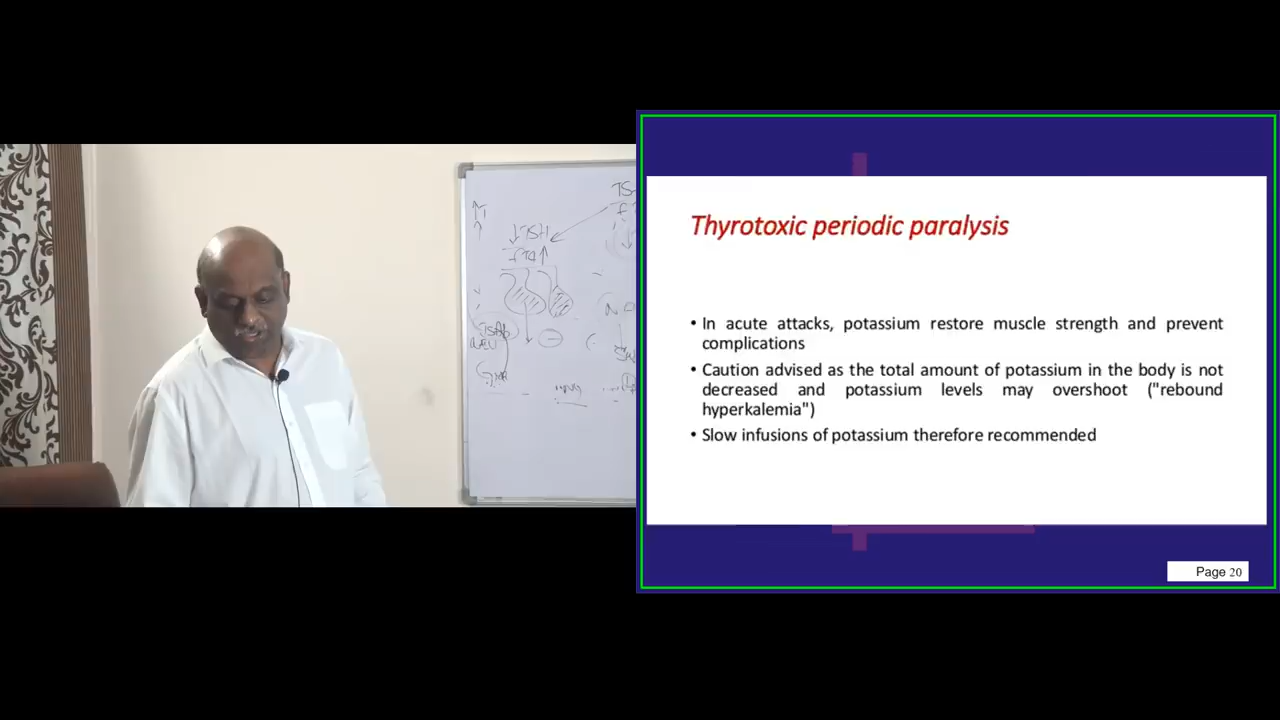 ↓TSH
Thyrotoxic periodic paralysis
• In acute attacks, potassium restore muscle strength and prevent
complications
• Caution advised as the total amount of potassium in the body is not
decreased and potassium levels may overshoot ("rebound
hyperkalemia")
• Slow infusions of potassium therefore recommended
Page 20